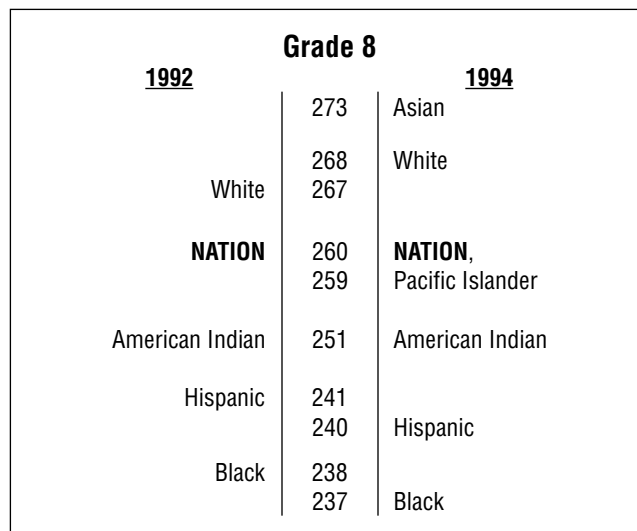 Grade 8
1992 1994
273 Asian
268 White
White 267
NATION 260 NATION,
259 Pacific Islander
American Indian 251 American Indian
Hispanic 241
240 Hispanic
Black 238
237 Black